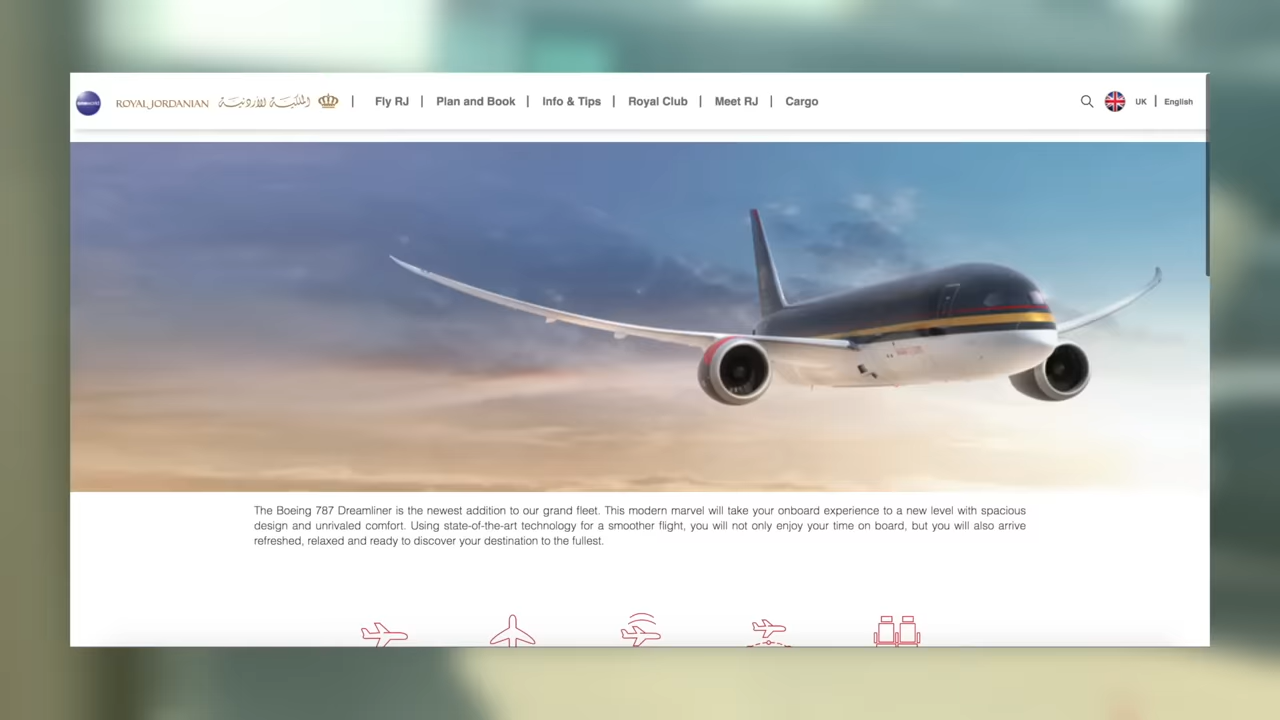 oneworld
ROYAL JORDANIAN الملكية الأردنية | Fly RJ | Plan and Book | Info & Tips | Royal Club | Meet RJ | Cargo
UK | English
The Boeing 787 Dreamliner is the newest addition to our grand fleet. This modern marvel will take your onboard experience to a new level with spacious
design and unrivaled comfort. Using state-of-the-art technology for a smoother flight, you will not only enjoy your time on board, but you will also arrive
refreshed, relaxed and ready to discover your destination to the fullest.